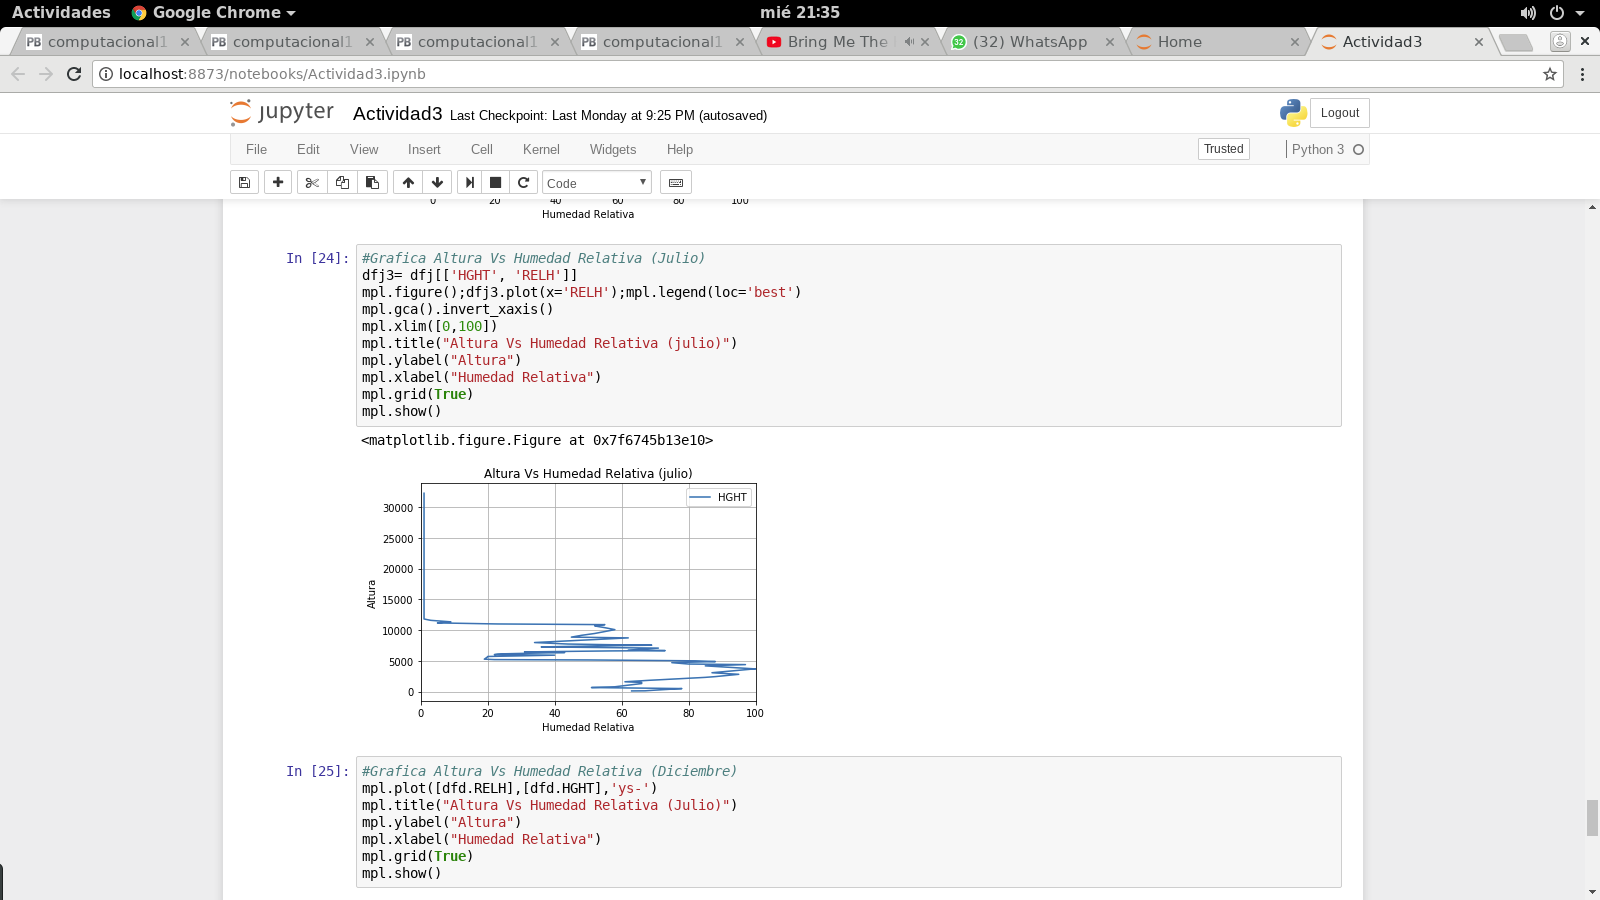 Actividades Google Chrome mié 21:35
PB computacional1 PB computacional1 PB computacional1 PB computacional1 Bring Me The 32 (32) WhatsApp Home Actividad3
localhost:8873/notebooks/Actividad3.ipynb
jupyter Actividad3 Last Checkpoint: Last Monday at 9:25 PM (autosaved) Logout
File Edit View Insert Cell Kernel Widgets Help Trusted Python 3
Code
0 20 40 60 80 100
Humedad Relativa
In [24]: #Grafica Altura Vs Humedad Relativa (Julio)
dfj3= dfj[['HGHT', 'RELH']]
mpl.figure();dfj3.plot(x='RELH');mpl.legend(loc='best')
mpl.gca().invert_xaxis()
mpl.xlim([0,100])
mpl.title("Altura Vs Humedad Relativa (julio)")
mpl.ylabel("Altura")
mpl.xlabel("Humedad Relativa")
mpl.grid(True)
mpl.show()
<matplotlib.figure.Figure at 0x7f6745b13e10>
Altura Vs Humedad Relativa (julio)
HGHT
30000
25000
20000
15000
10000
5000
0
Altura
0 20 40 60 80 100
Humedad Relativa
In [25]: #Grafica Altura Vs Humedad Relativa (Diciembre)
mpl.plot([dfd.RELH],[dfd.HGHT],'ys-')
mpl.title("Altura Vs Humedad Relativa (Julio)")
mpl.ylabel("Altura")
mpl.xlabel("Humedad Relativa")
mpl.grid(True)
mpl.show()